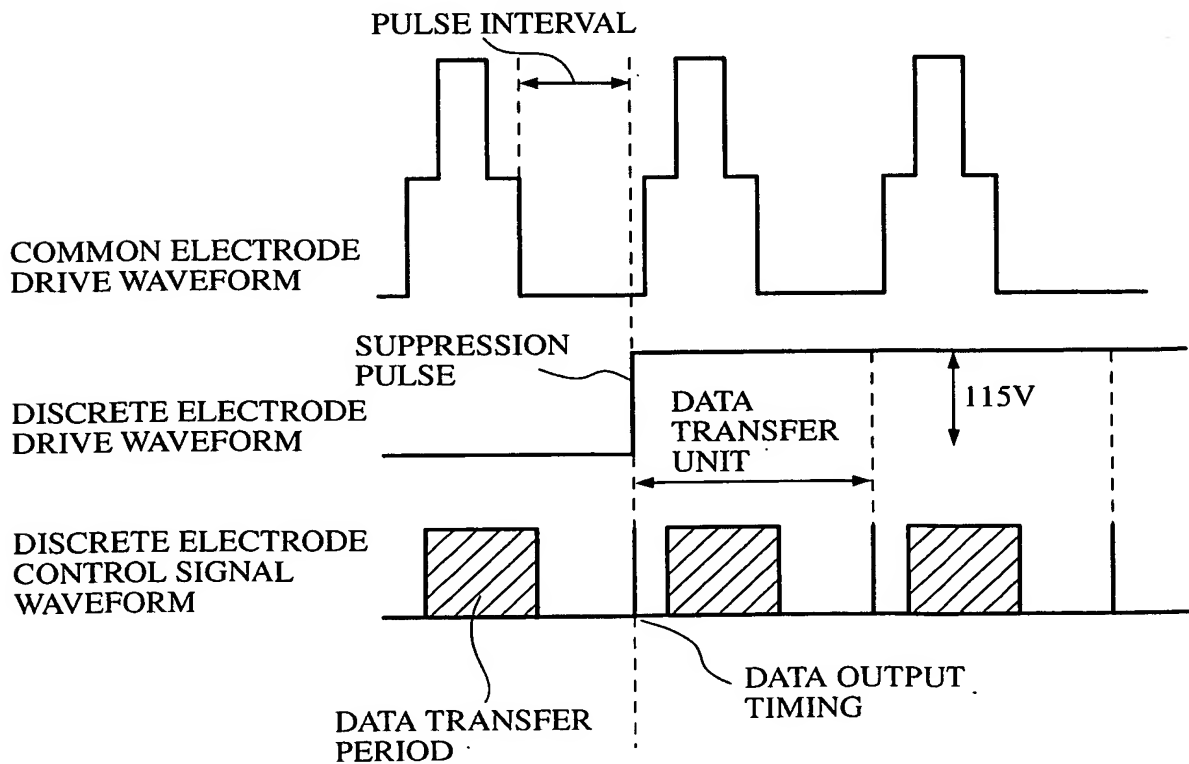 PULSE INTERVAL
COMMON ELECTRODE
DRIVE WAVEFORM
SUPPRESSION
PULSE
DISCRETE ELECTRODE
DRIVE WAVEFORM
DATA
TRANSFER
UNIT
115V
DISCRETE ELECTRODE
CONTROL SIGNAL
WAVEFORM
DATA OUTPUT
TIMING
DATA TRANSFER
PERIOD